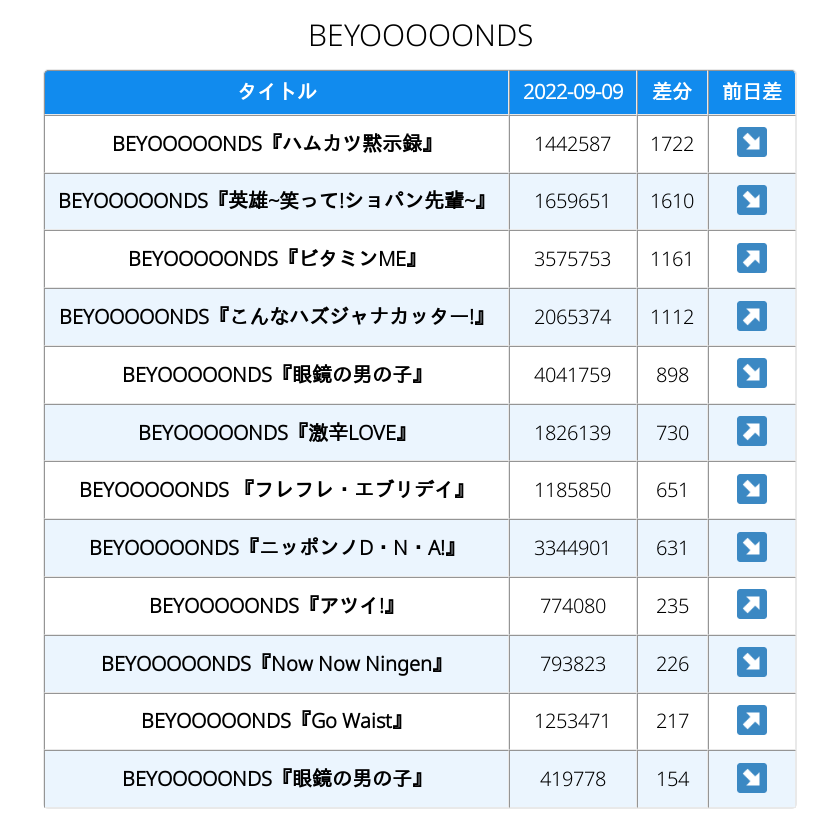 BEYOOOOONDS
タイトル 2022-09-09 差分 前日差
BEYOOOOONDS『ハムカツ黙示録』 1442587 1722 ↘
BEYOOOOONDS『英雄~笑って!ショパン先輩~』 1659651 1610 ↘
BEYOOOOONDS『ビタミンME』 3575753 1161 ↗
BEYOOOOONDS『こんなハズジャナカッター!』 2065374 1112 ↗
BEYOOOOONDS『眼鏡の男の子』 4041759 898 ↘
BEYOOOOONDS『激辛LOVE』 1826139 730 ↗
BEYOOOOONDS 『フレフレ・エブリデイ』 1185850 651 ↘
BEYOOOOONDS『ニッポンノD・N・A!』 3344901 631 ↘
BEYOOOOONDS『アツイ!』 774080 235 ↗
BEYOOOOONDS『Now Now Ningen』 793823 226 ↘
BEYOOOOONDS『Go Waist』 1253471 217 ↗
BEYOOOOONDS『眼鏡の男の子』 419778 154 ↘